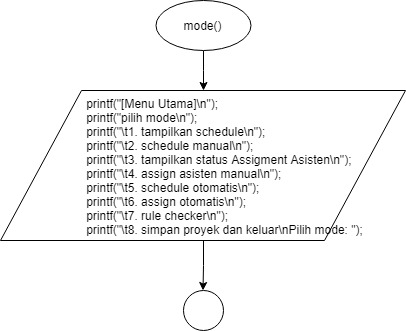 mode()
printf("[Menu Utama]\n");
printf("pilih mode\n");
printf("\t1. tampilkan schedule\n");
printf("\t2. schedule manual\n");
printf("\t3. tampilkan status Assigment Asisten\n");
printf("\t4. assign asisten manual\n");
printf("\t5. schedule otomatis\n");
printf("\t6. assign otomatis\n");
printf("\t7. rule checker\n");
printf("\t8. simpan proyek dan keluar\nPilih mode: ");